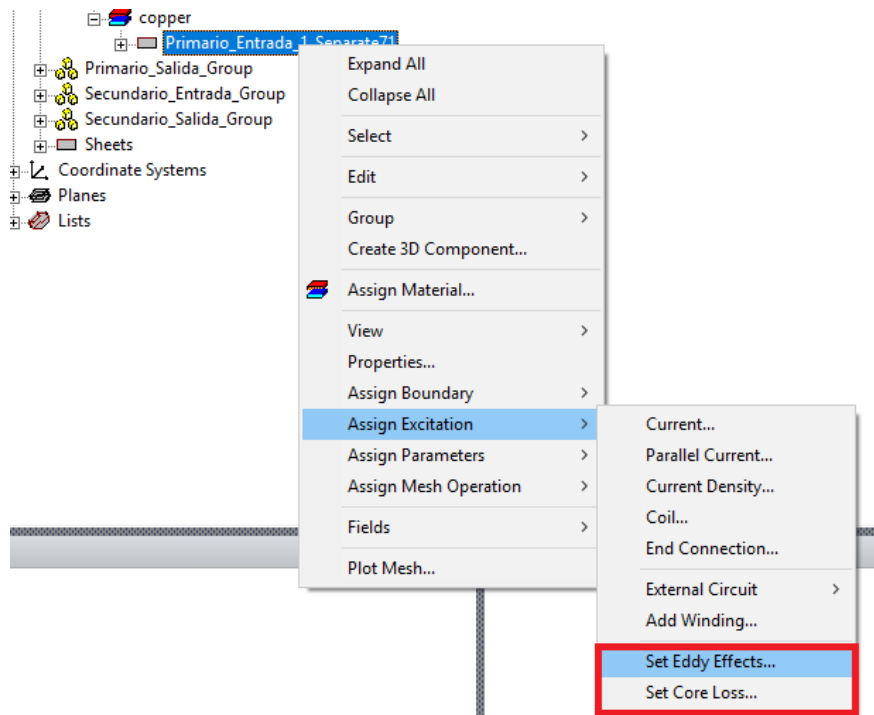 copper
Primario_Entrada_1_Separate71
Primario_Salida_Group
Secundario_Entrada_Group
Secundario_Salida_Group
Sheets
Coordinate Systems
Planes
Lists
Expand All
Collapse All
Select
Edit
Group
Create 3D Component...
Assign Material...
View
Properties...
Assign Boundary
Assign Excitation
Assign Parameters
Assign Mesh Operation
Fields
Plot Mesh...
Current...
Parallel Current...
Current Density...
Coil...
End Connection...
External Circuit
Add Winding...
Set Eddy Effects...
Set Core Loss...